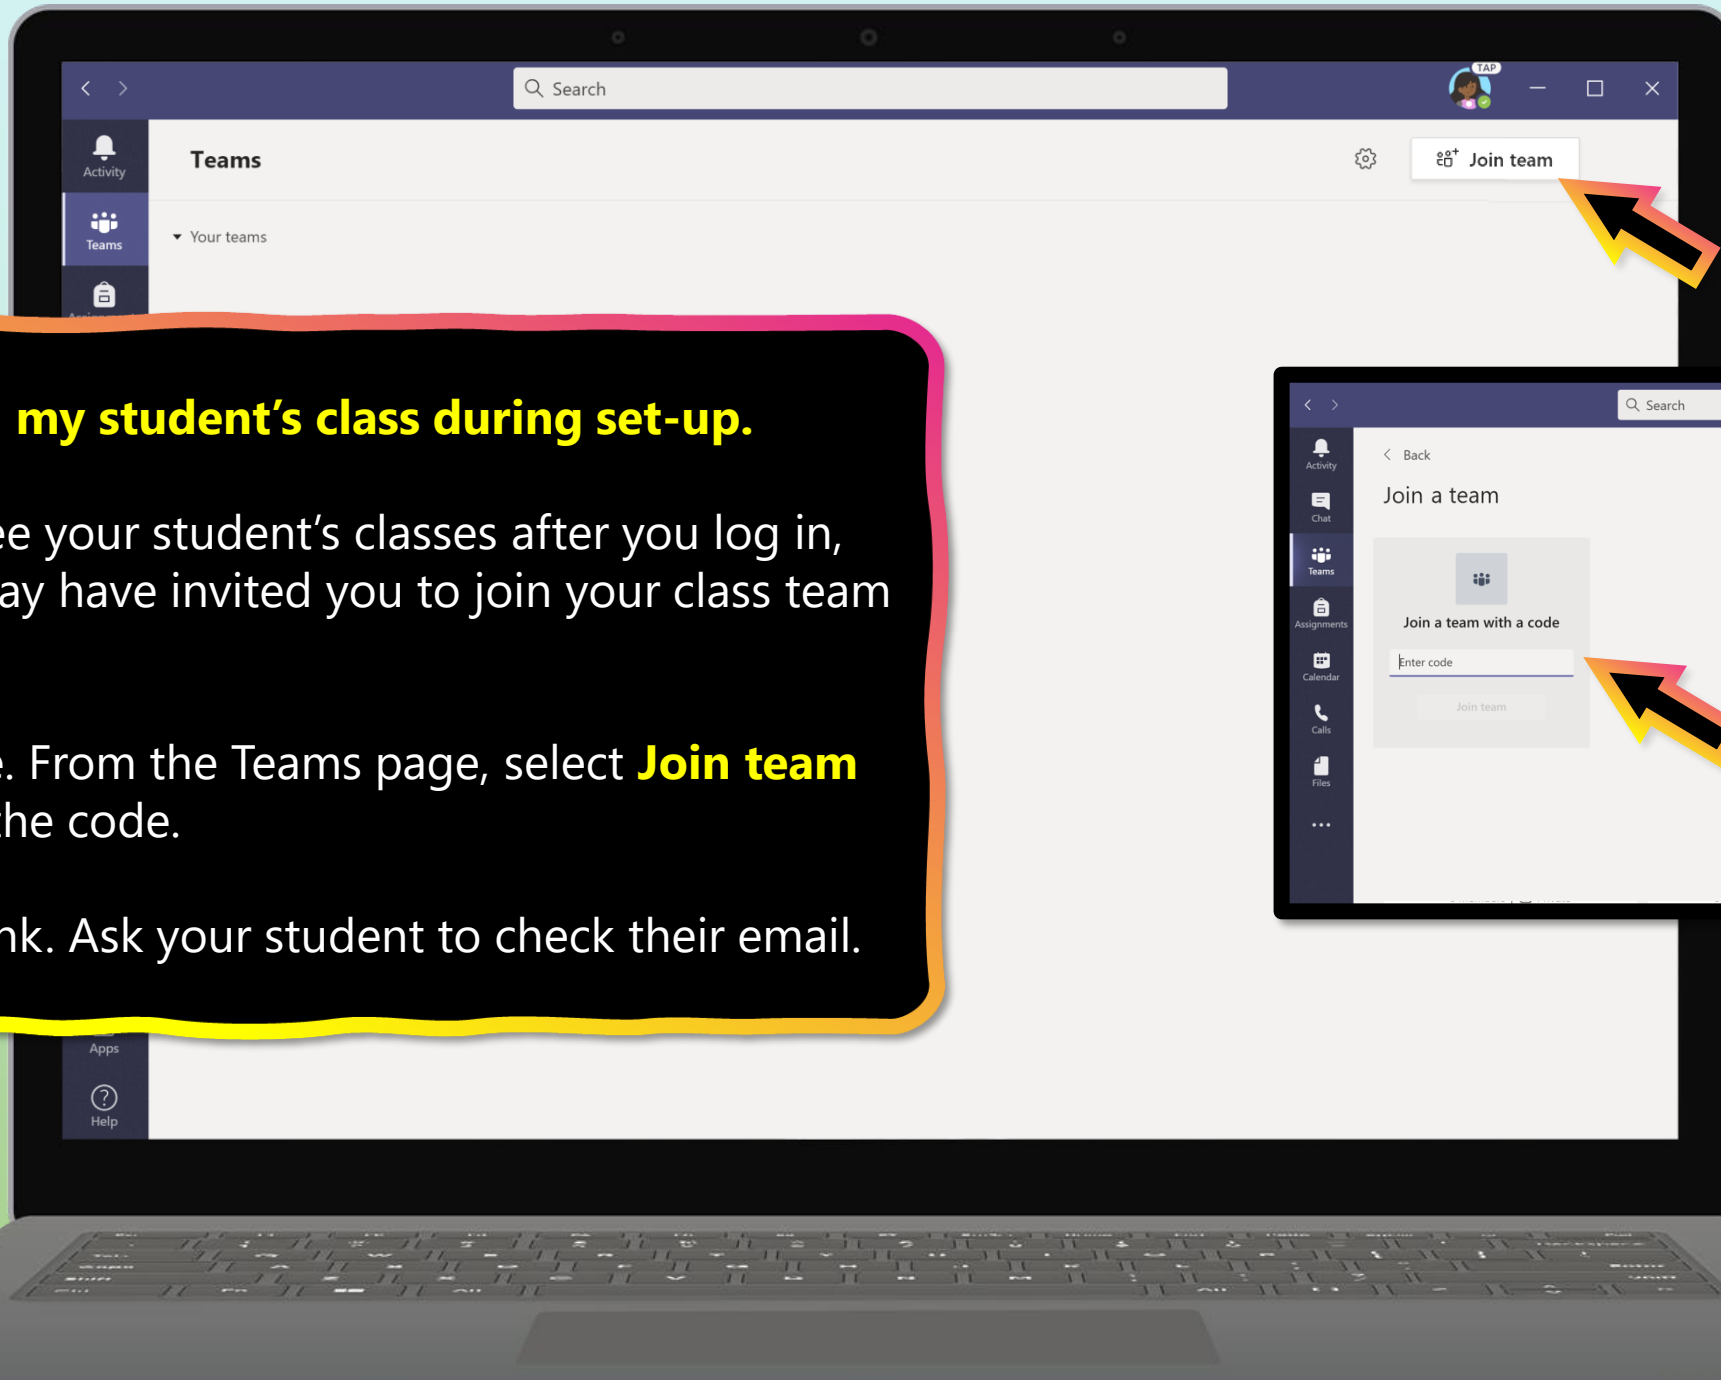 Search
TAP
Activity
Teams
Join team
Teams
Your teams
my student’s class during set-up.
your student’s classes after you log in,
have invited you to join your class team
From the Teams page, select Join team
the code.
Ask your student to check their email.
Apps
Help
Search
Activity
Chat
Teams
Assignments
Calendar
Calls
Files
Back
Join a team
Join a team with a code
Enter code
Join team